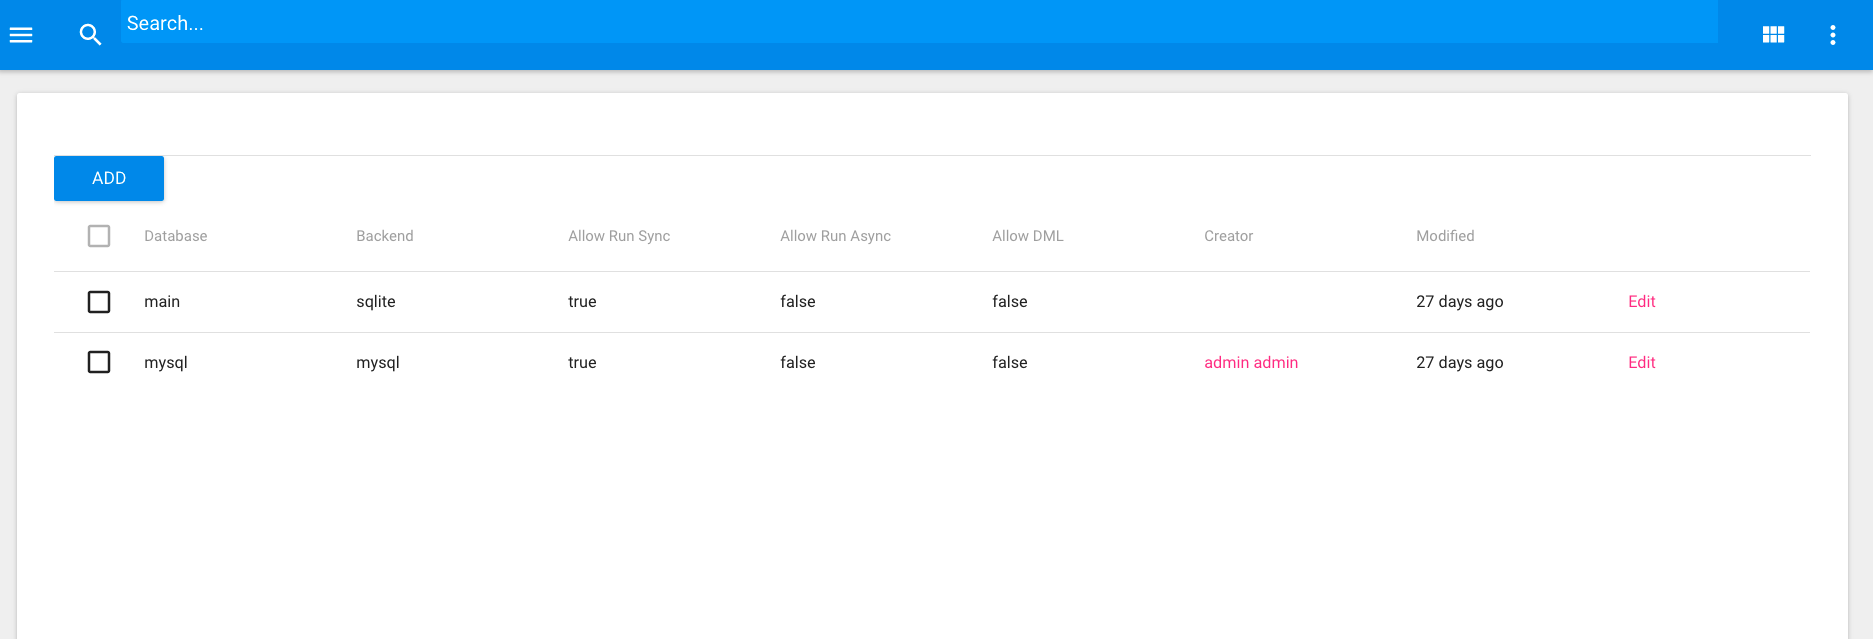 Search...
ADD
Database Backend Allow Run Sync Allow Run Async Allow DML Creator Modified
main sqlite true false false 27 days ago Edit
mysql mysql true false false admin admin 27 days ago Edit